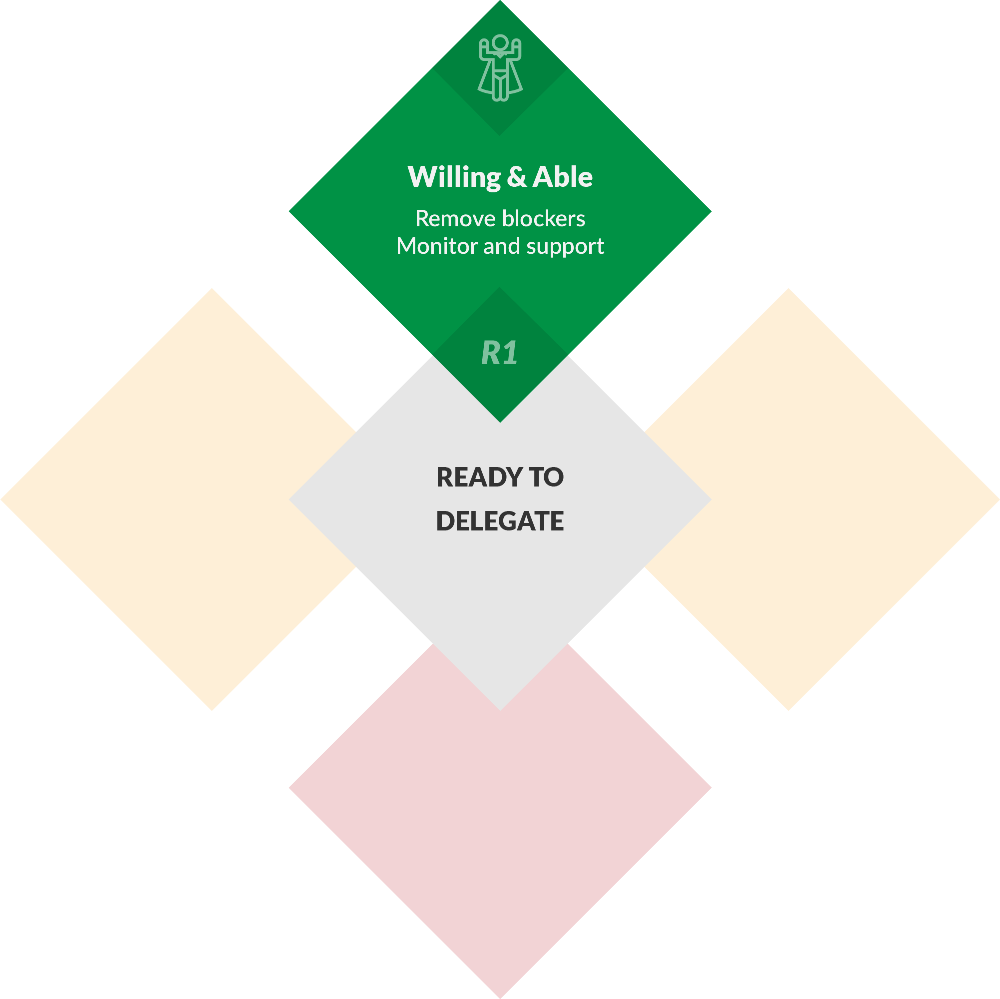 Willing & Able
Remove blockers
Monitor and support
R1
READY TO
DELEGATE